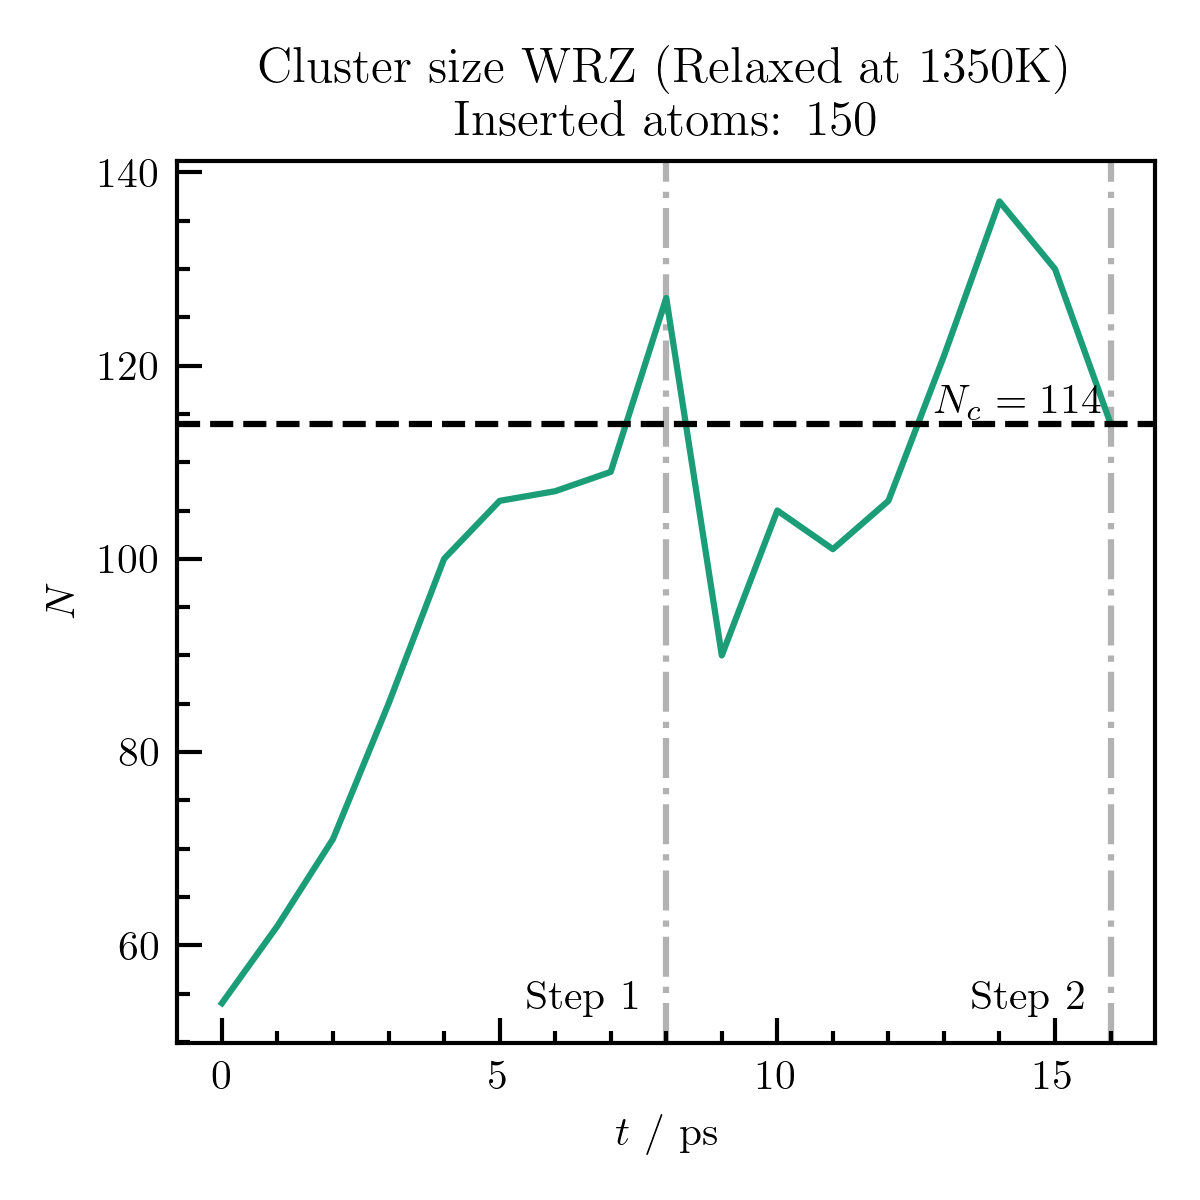 Cluster size WRZ (Relaxed at 1350K)
Inserted atoms: 150
140
120
100
80
60
N
N_c = 114
Step 1
Step 2
0
5
10
15
t / ps